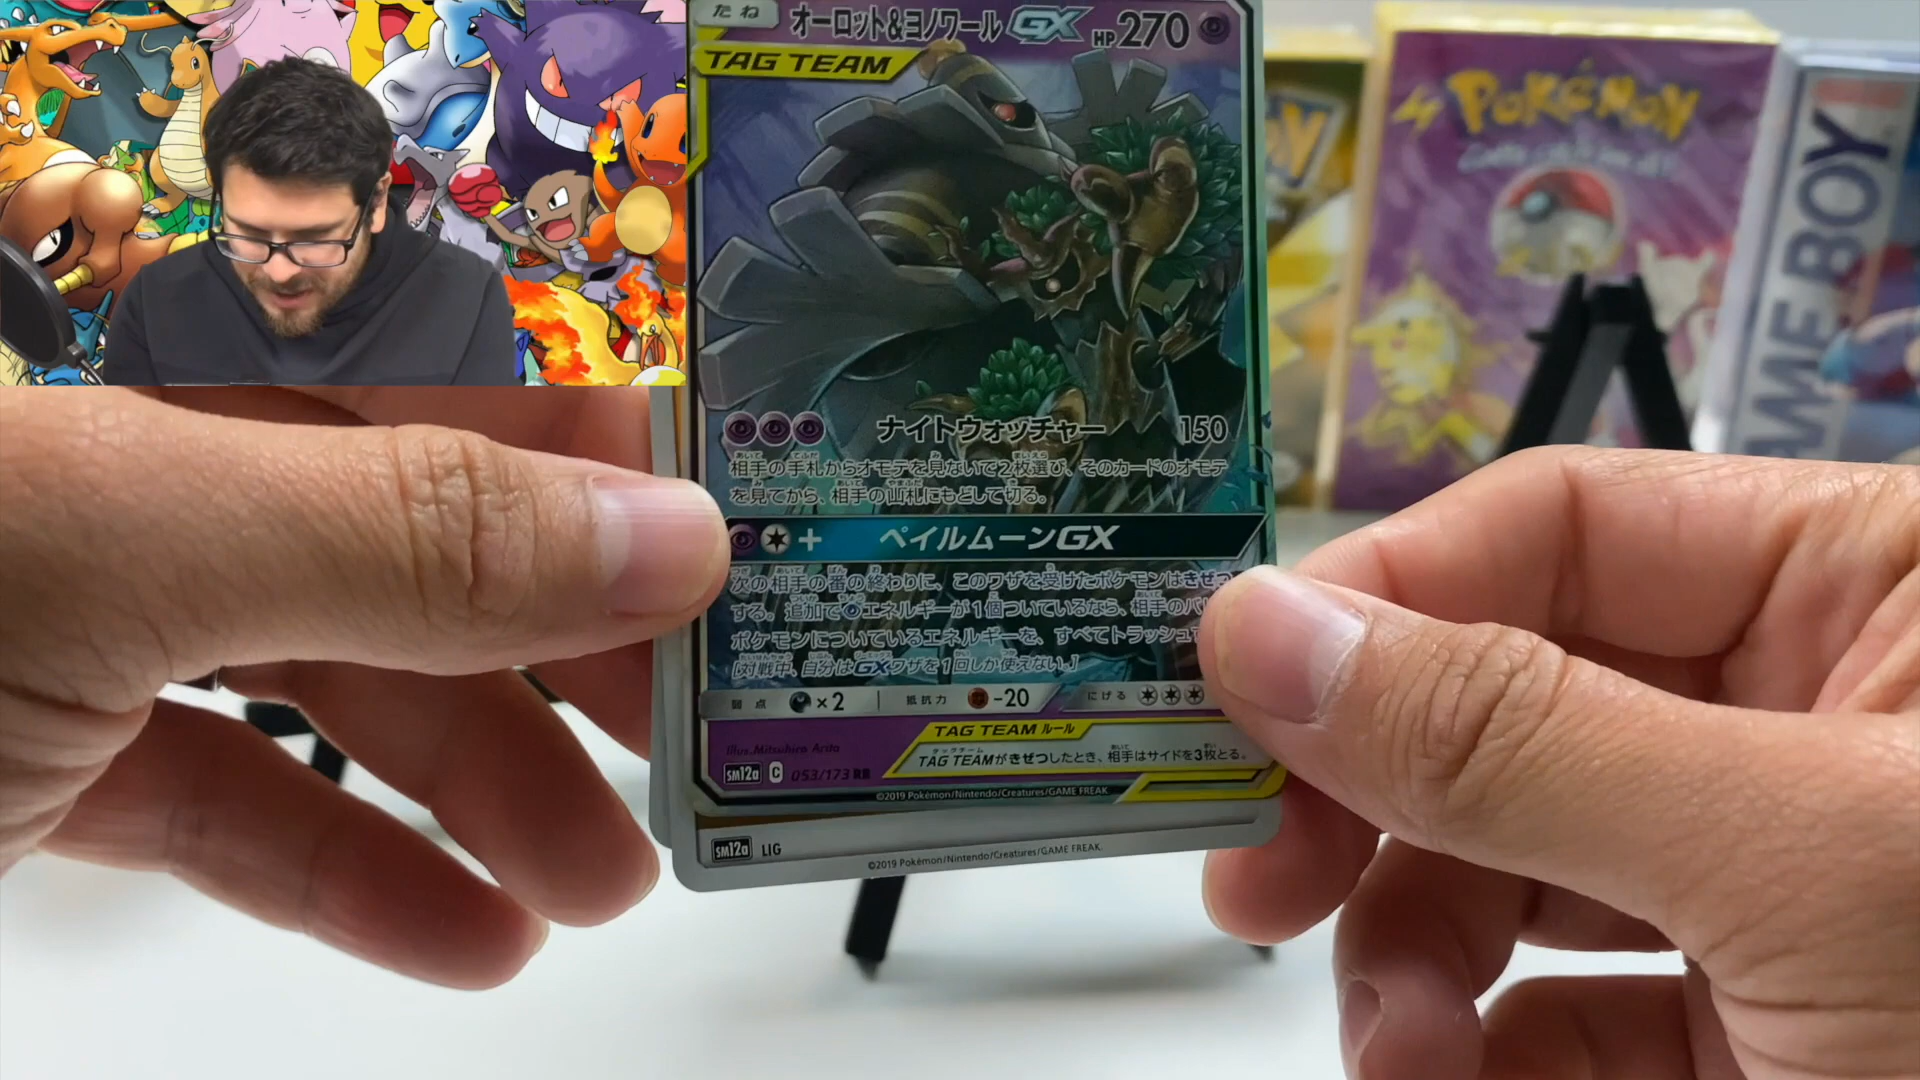 たね オーロット&ヨノワールGX HP270
TAG TEAM
ナイトウォッチャー 150
相手の手札からオモテを見ないで2枚選び、そのカードのオモテ
を見てから、相手の山札にもどして切る。
+ ペイルムーンGX
次の相手の番の終わりに、このワザを受けたポケモンはきぜつ
する。追加で エネルギーが1個ついているなら、相手のバ
ポケモンについているエネルギーを、すべてトラッシュ
[対戦中、自分はGXワザを1回しか使えない。]
弱点 ×2 抵抗力 -20 にげる
TAG TEAM ルール
TAG TEAMがきぜつしたとき、相手はサイドを3枚とる。
Illus.Mitsuhiro Arita
SM12a C 053/173 RR
©2019 Pokémon/Nintendo/Creatures/GAME FREAK
SM12a LIG
©2019 Pokémon/Nintendo/Creatures/GAME FREAK.
POKéMON
GAME BOY